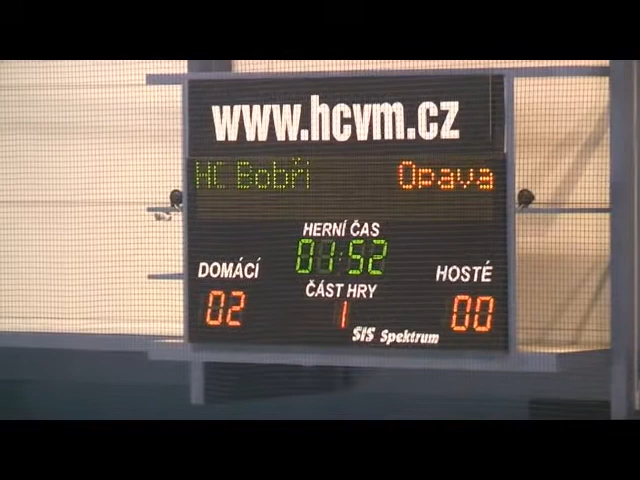 www.hcvm.cz
HC Bobři Opava
HERNÍ ČAS
01:52
DOMÁCÍ HOSTÉ
ČÁST HRY
02 1 00
SIS Spektrum